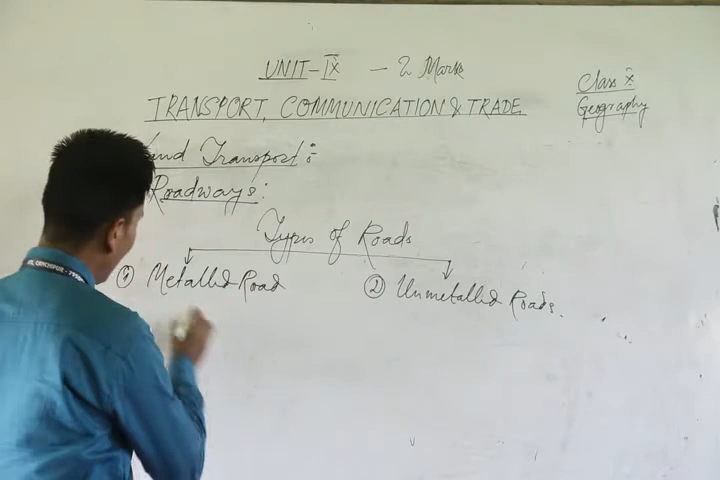 UNIT-IX - 2 Marks
Class X
Geography
TRANSPORT, COMMUNICATION & TRADE
Land Transport:-
Roadways:
Types of Roads
① Metalled Road
② Unmetalled Roads.